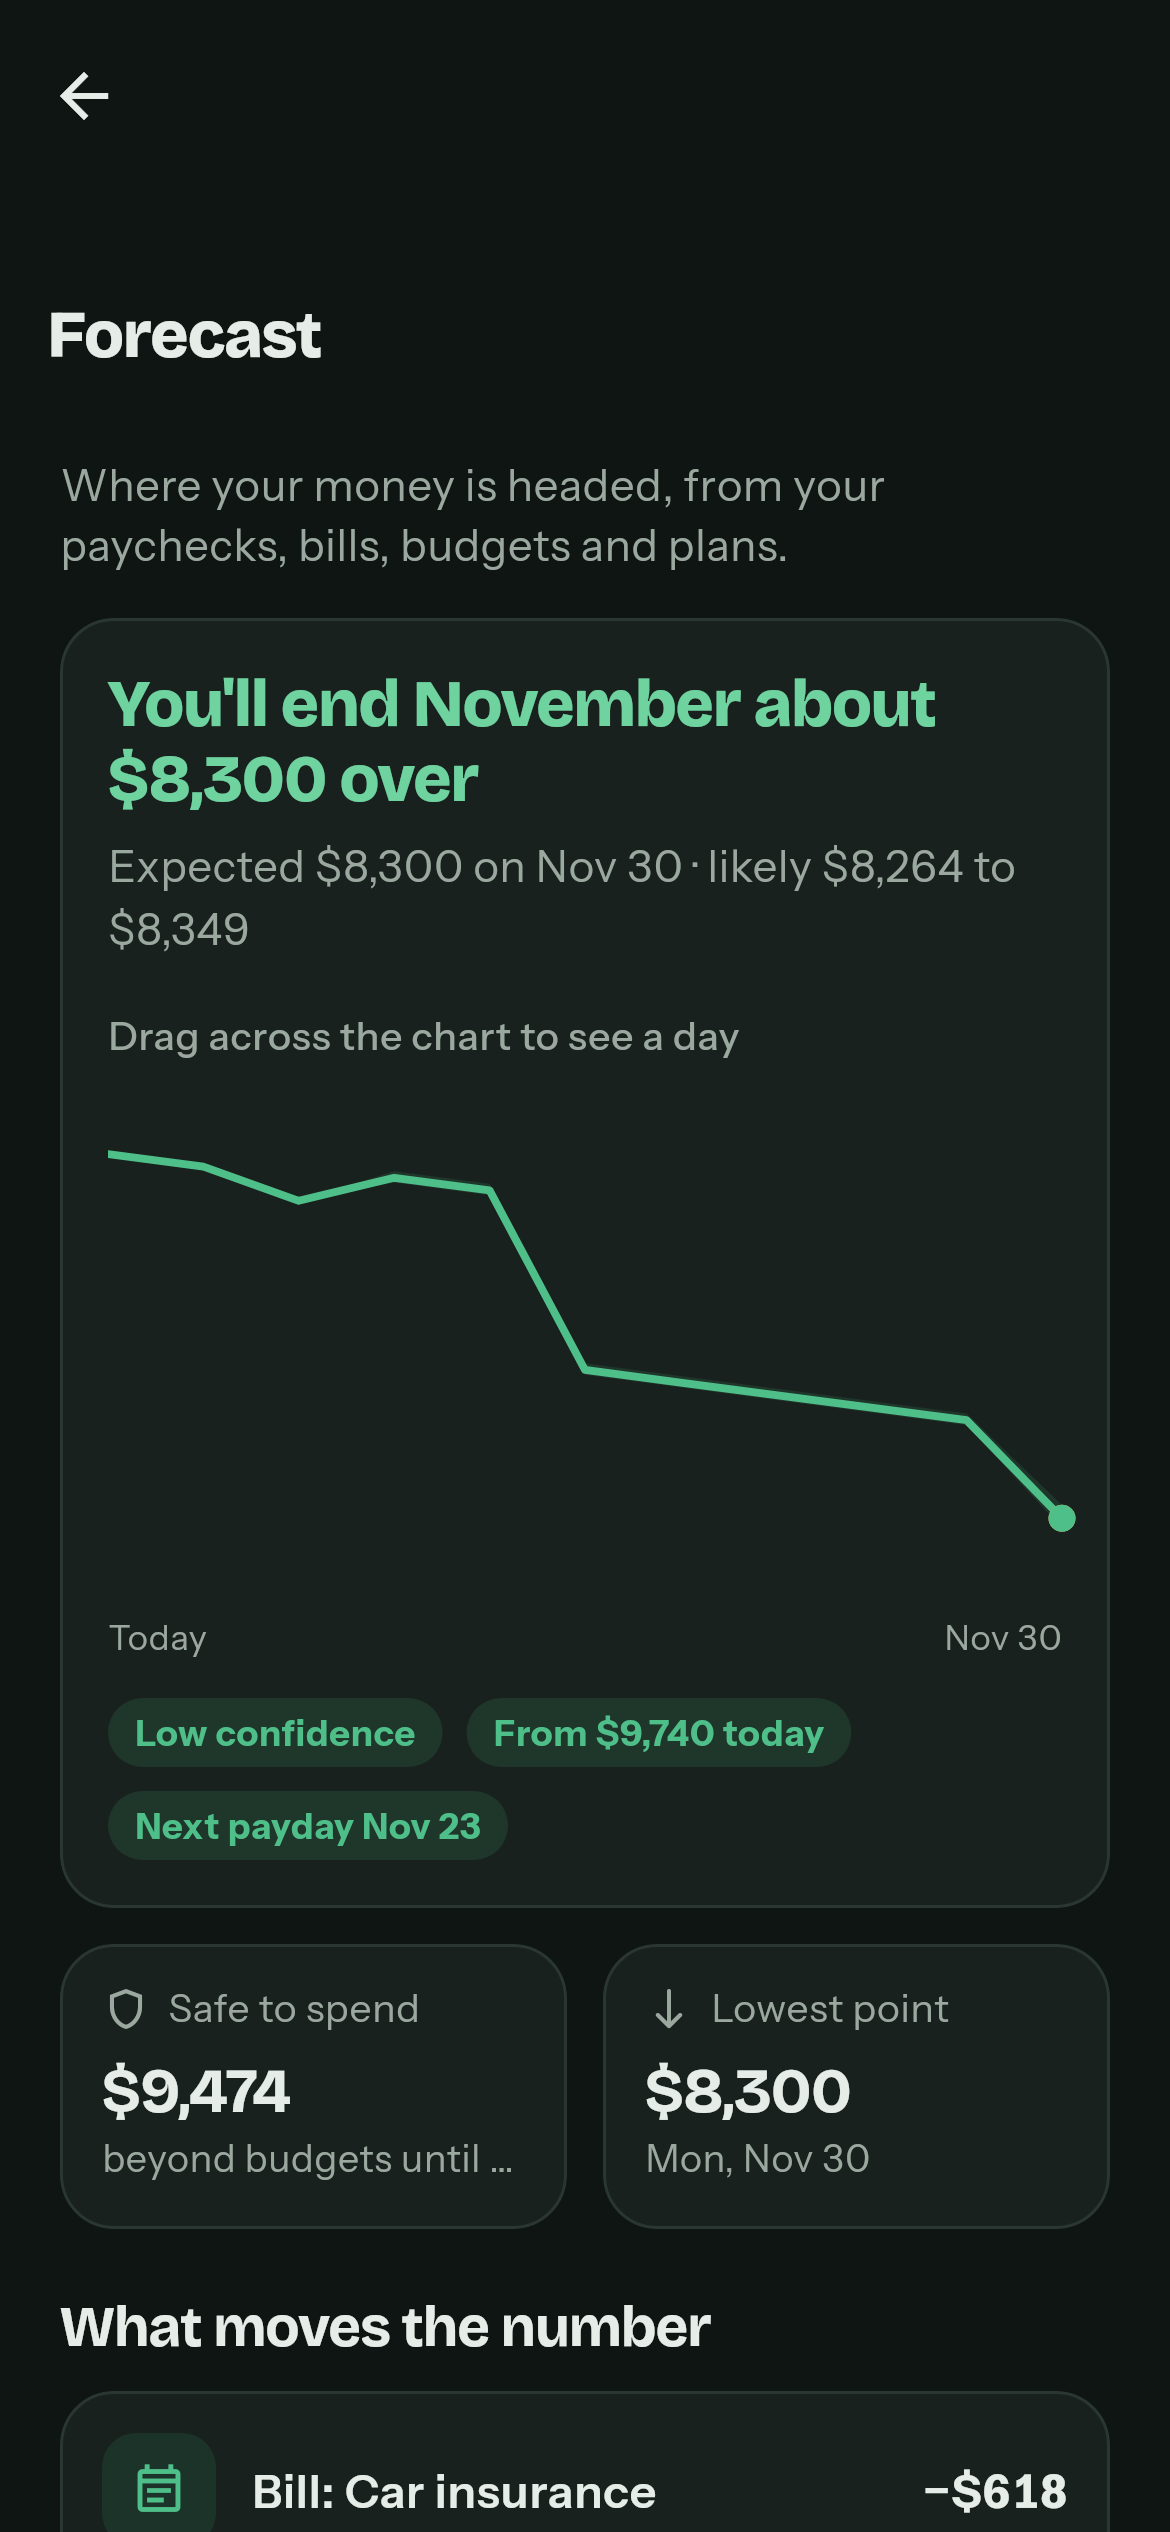 Forecast
Where your money is headed, from your
paychecks, bills, budgets and plans.
You'll end November about
$8,300 over
Expected $8,300 on Nov 30 · likely $8,264 to
$8,349
Drag across the chart to see a day
Today
Nov 30
Low confidence
From $9,740 today
Next payday Nov 23
Safe to spend
$9,474
beyond budgets until ...
Lowest point
$8,300
Mon, Nov 30
What moves the number
Bill: Car insurance
−$618